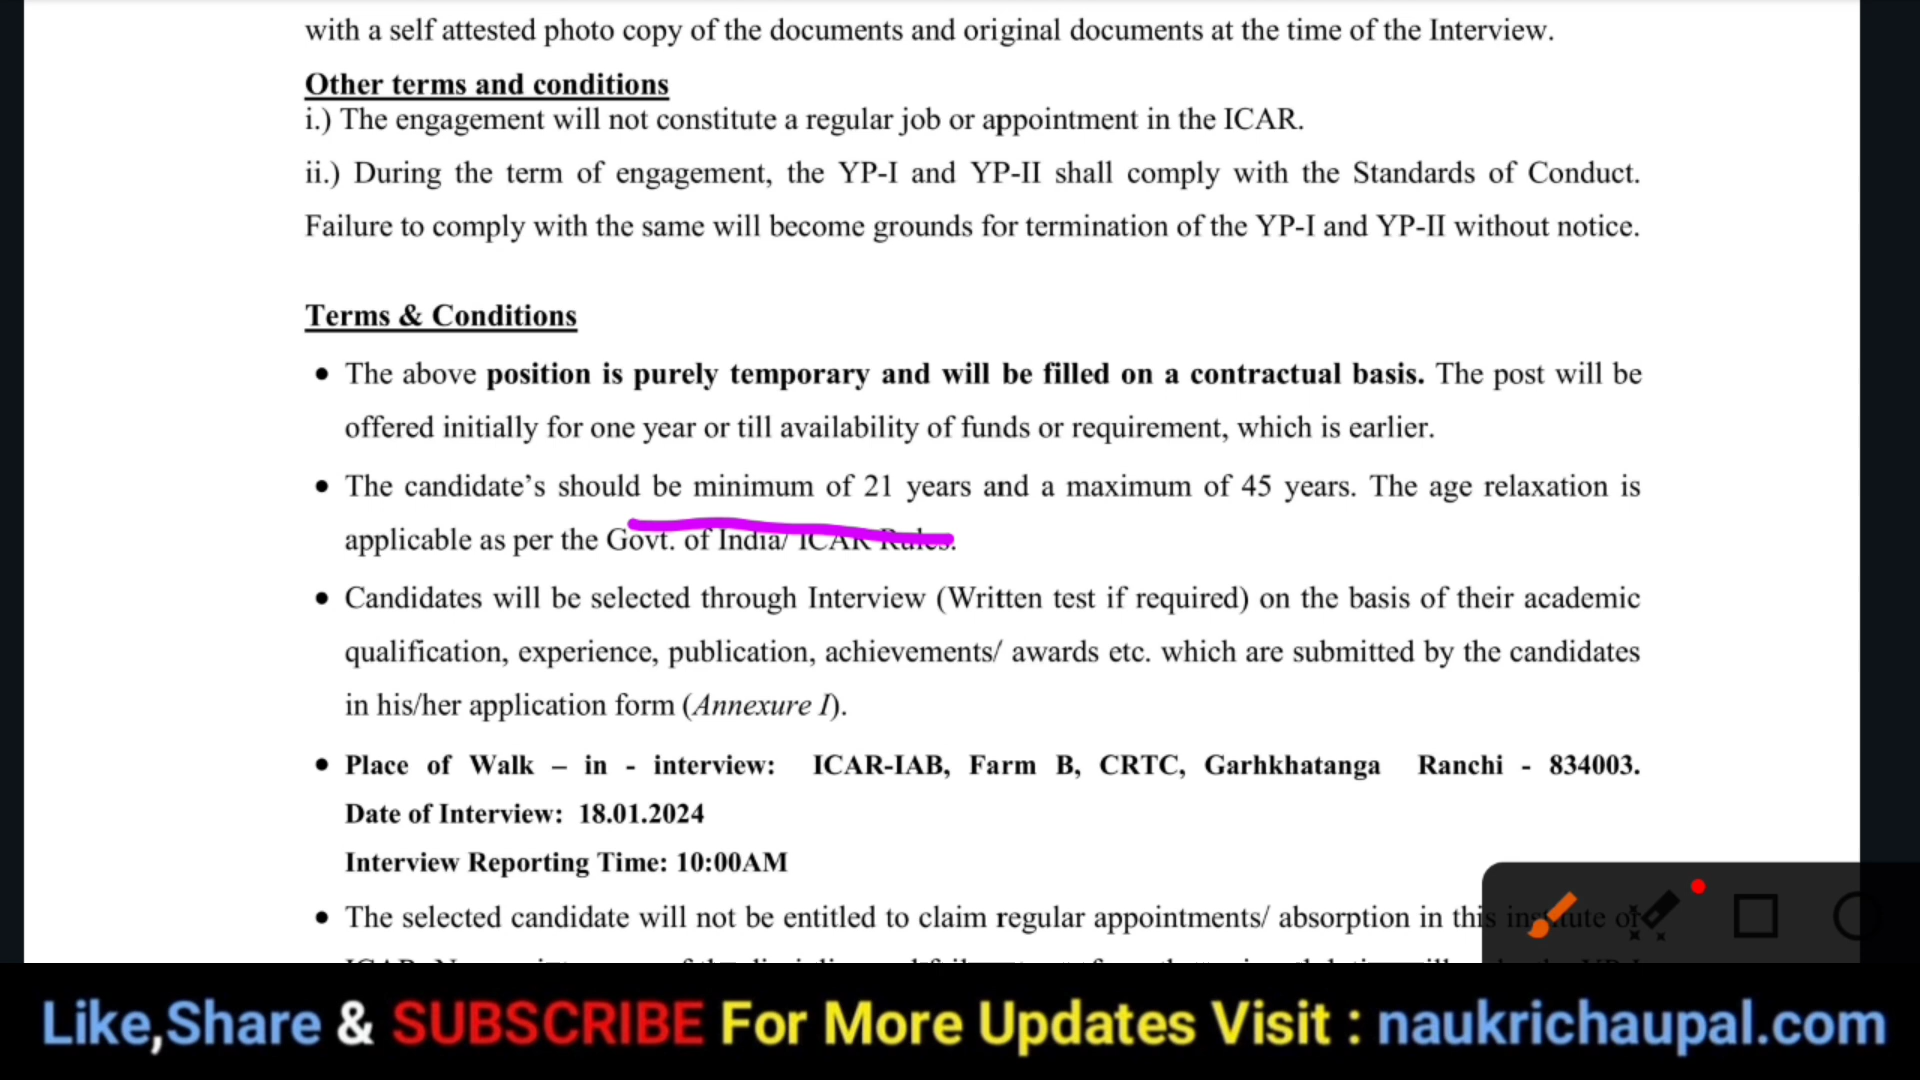 with a self attested photo copy of the documents and original documents at the time of the Interview.
Other terms and conditions
i.) The engagement will not constitute a regular job or appointment in the ICAR.
ii.) During the term of engagement, the YP-I and YP-II shall comply with the Standards of Conduct.
Failure to comply with the same will become grounds for termination of the YP-I and YP-II without notice.
Terms & Conditions
• The above position is purely temporary and will be filled on a contractual basis. The post will be
offered initially for one year or till availability of funds or requirement, which is earlier.
• The candidate's should be minimum of 21 years and a maximum of 45 years. The age relaxation is
applicable as per the Govt. of India/ ICAR Rules.
• Candidates will be selected through Interview (Written test if required) on the basis of their academic
qualification, experience, publication, achievements/ awards etc. which are submitted by the candidates
in his/her application form (Annexure I).
• Place of Walk – in - interview: ICAR-IAB, Farm B, CRTC, Garhkhatanga Ranchi - 834003.
Date of Interview: 18.01.2024
Interview Reporting Time: 10:00AM
• The selected candidate will not be entitled to claim regular appointments/ absorption in this institute or
Like,Share & SUBSCRIBE For More Updates Visit : naukrichaupal.com